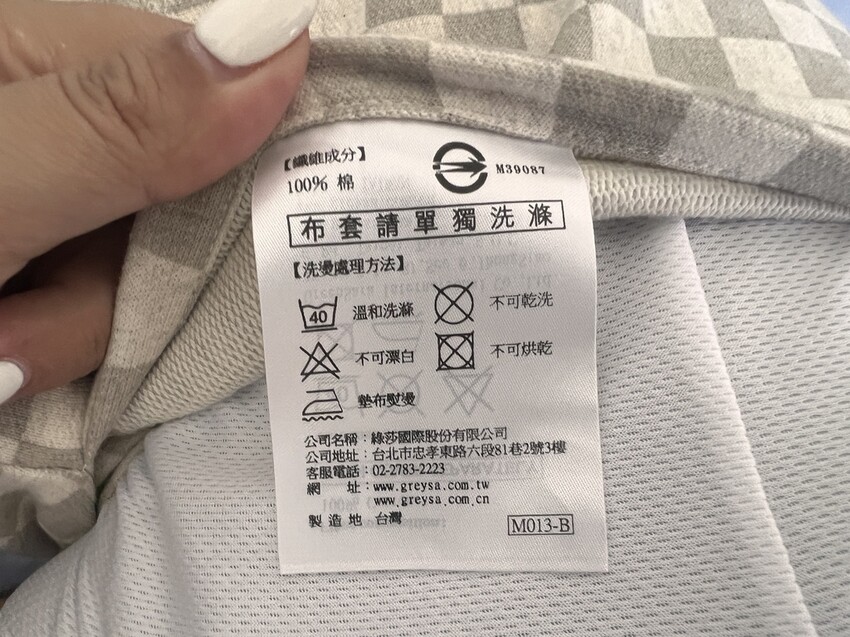 【纖維成分】
100% 棉
M39087
布套請單獨洗滌
【洗燙處理方法】
40 溫和洗滌 不可乾洗
不可漂白 不可烘乾
墊布熨燙
公司名稱：綠莎國際股份有限公司
公司地址：台北市忠孝東路六段81巷2號3樓
客服電話：02-2783-2223
網 址：www.greysa.com.tw
www.greysa.com.cn
製造地 台灣
M013-B